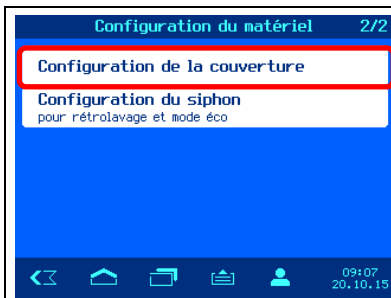 Configuration du matériel 2/2
Configuration de la couverture
Configuration du siphon
pour rétrolavage et mode éco
09:07
20.10.15